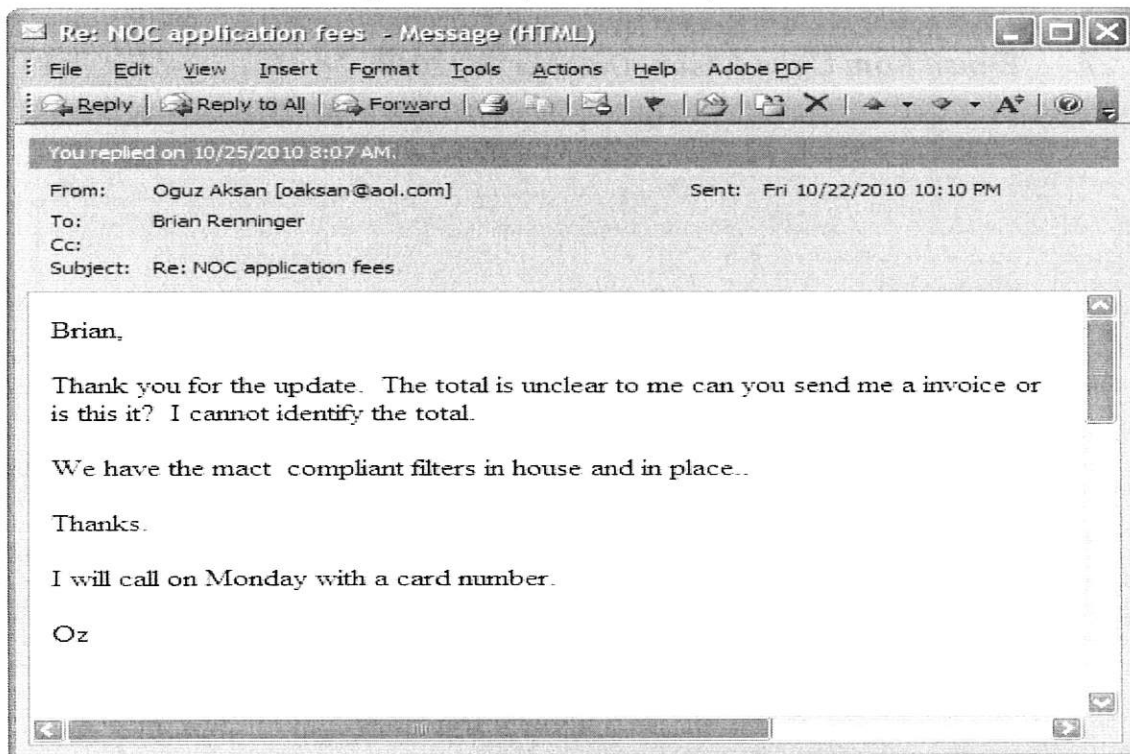 Re: NOC application fees - Message (HTML)
File Edit View Insert Format Tools Actions Help Adobe PDF
Reply Reply to All Forward
You replied on 10/25/2010 8:07 AM.
From: Oguz Aksan [oaksan@aol.com] Sent: Fri 10/22/2010 10:10 PM
To: Brian Renninger
Cc:
Subject: Re: NOC application fees
Brian,
Thank you for the update. The total is unclear to me can you send me a invoice or
is this it? I cannot identify the total.
We have the mact compliant filters in house and in place..
Thanks.
I will call on Monday with a card number.
Oz